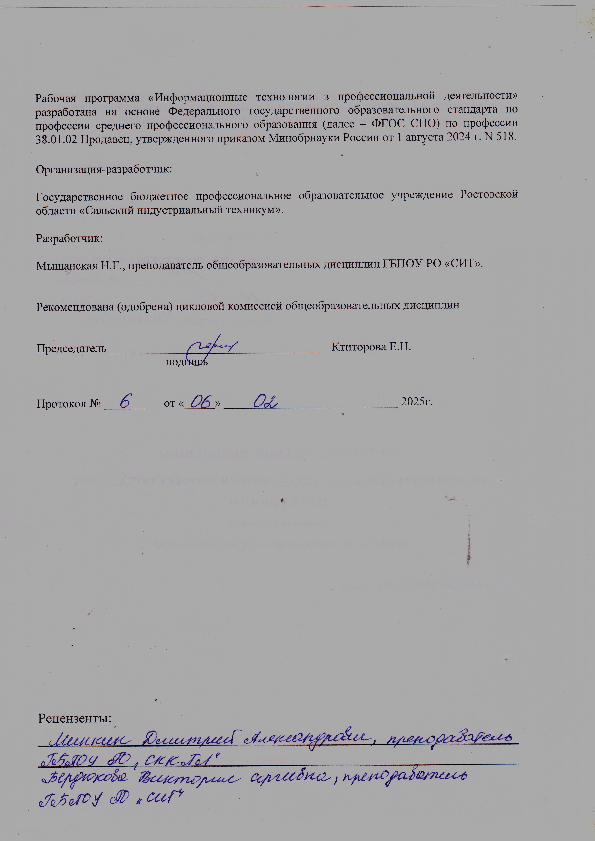 Рабочая программа «Информационные технологии в профессиональной деятельности»
разработана на основе Федерального государственного образовательного стандарта по
профессии среднего профессионального образования (далее – ФГОС СПО) по профессии
38.01.02 Продавец, утвержденного приказом Минобрнауки России от 1 августа 2024 г. N 518.
Организация-разработчик:
Государственное бюджетное профессиональное образовательное учреждение Ростовской
области «Сальский индустриальный техникум».
Разработчик:
Мышанская Н.Г., преподаватель общеобразовательных дисциплин ГБПОУ РО «СИТ».
Рекомендована (одобрена) цикловой комиссией общеобразовательных дисциплин
Председатель Ктиторова Е.Н.
подпись
Протокол № 6 от « 06 » 02 2025г.
Рецензенты:
Минкин Дмитрий Александрович, преподаватель
ГБПОУ РО
Виктория преподаватель
ГБПОУ РО „СИТ“